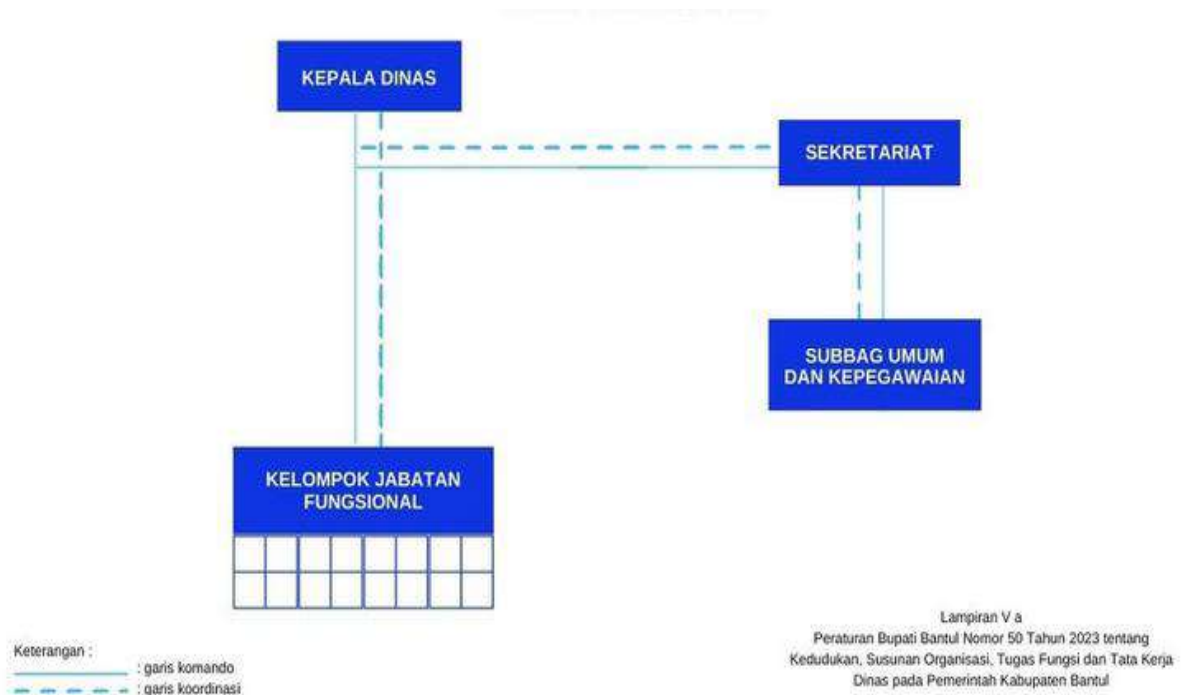 KEPALA DINAS
SEKRETARIAT
SUBBAG UMUM
DAN KEPEGAWAIAN
KELOMPOK JABATAN
FUNGSIONAL
Keterangan :
: garis komando
: garis koordinasi
Lampiran V a
Peraturan Bupati Bantul Nomor 50 Tahun 2023 tentang
Kedudukan, Susunan Organisasi, Tugas Fungsi dan Tata Kerja
Dinas pada Pemerintah Kabupaten Bantul